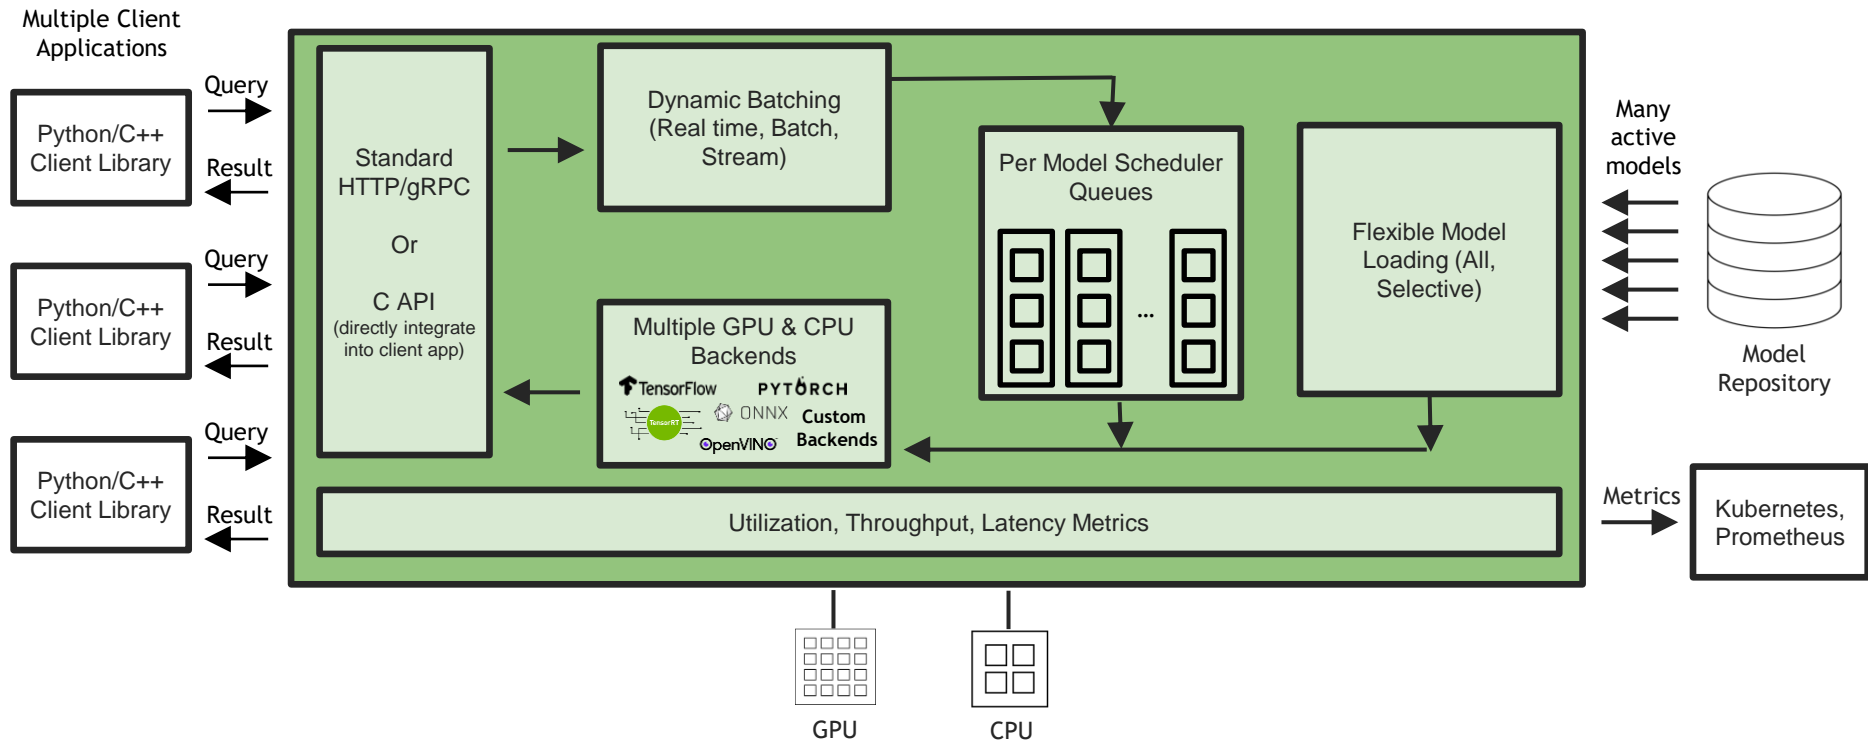 Multiple Client
Applications
Python/C++
Client Library
Query
Result
Python/C++
Client Library
Query
Result
Python/C++
Client Library
Query
Result
Standard
HTTP/gRPC
Or
C API
(directly integrate
into client app)
Dynamic Batching
(Real time, Batch,
Stream)
Multiple GPU & CPU
Backends
TensorFlow
PYTORCH
TensorRT
ONNX
OpenVINO
Custom
Backends
Per Model Scheduler
Queues
...
Flexible Model
Loading (All,
Selective)
Utilization, Throughput, Latency Metrics
Many
active
models
Model
Repository
Metrics
Kubernetes,
Prometheus
GPU
CPU